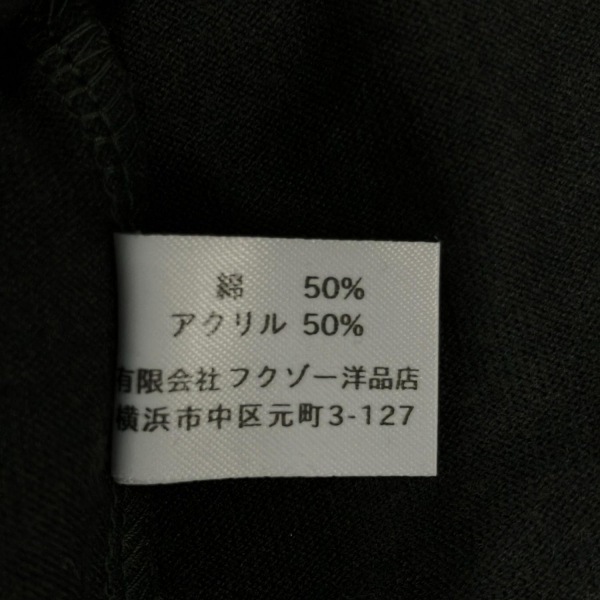 綿 50%
アクリル 50%
有限会社フクゾー洋品店
横浜市中区元町3-127